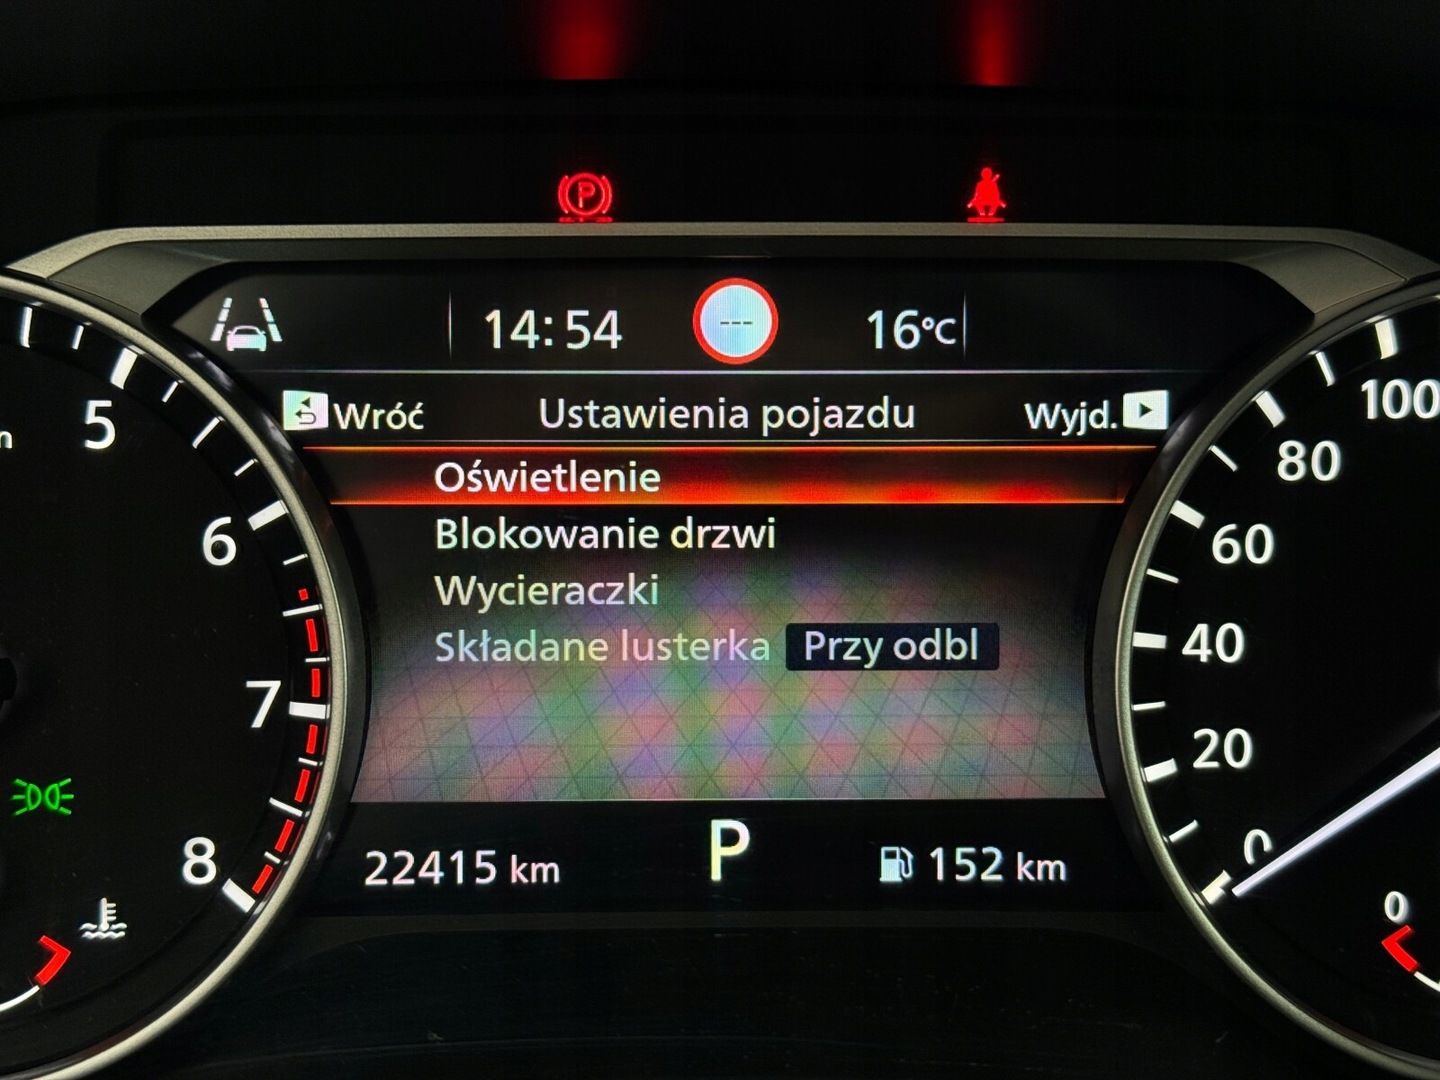 P
14:54
---
16°C
Wróć
Ustawienia pojazdu
Wyjd.
Oświetlenie
Blokowanie drzwi
Wycieraczki
Składane lusterka Przy odbl
22415 km
P
152 km
5
6
7
8
100
80
60
40
20
0
0